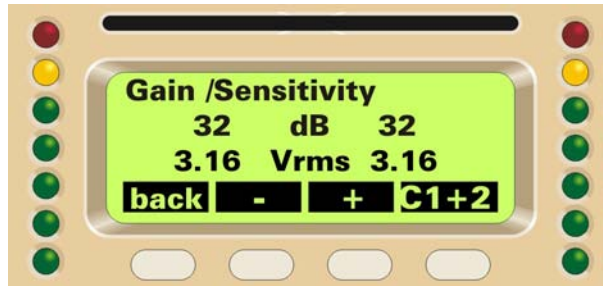 Gain /Sensitivity
32 dB 32
3.16 Vrms 3.16
back - + C1+2